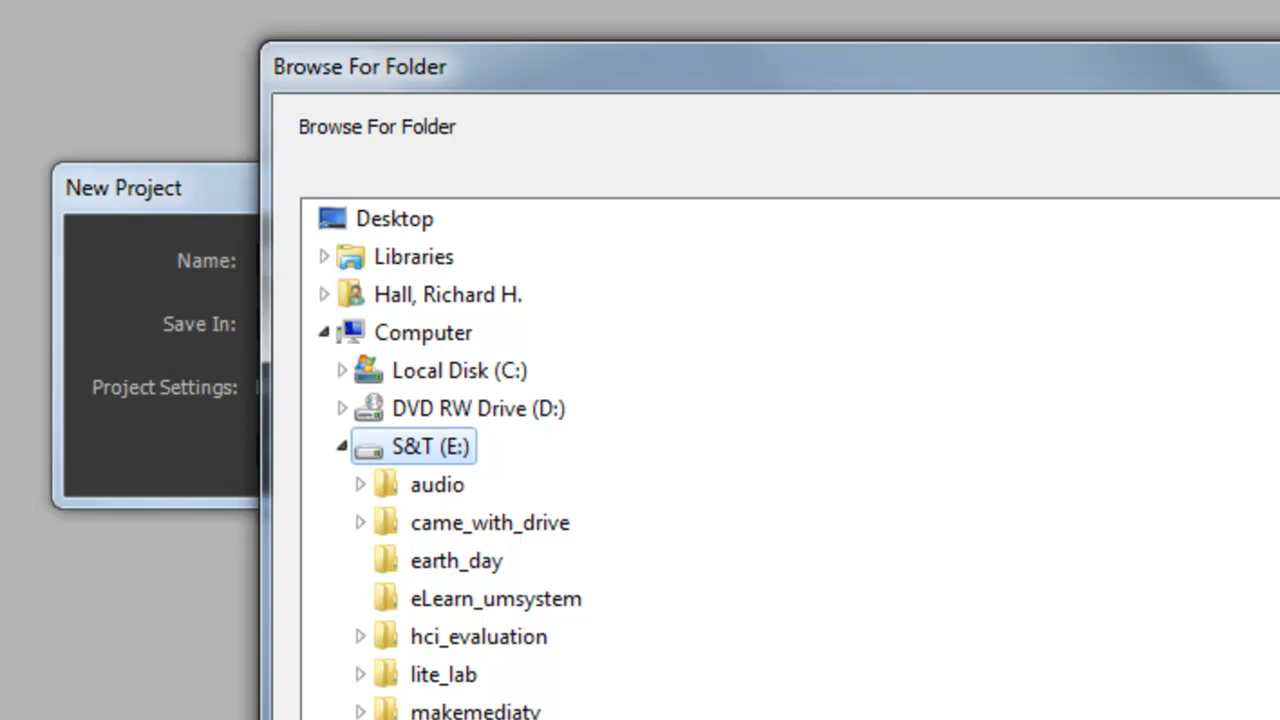 Browse For Folder
Browse For Folder
New Project
Name:
Save In:
Project Settings:
Desktop
Libraries
Hall, Richard H.
Computer
Local Disk (C:)
DVD RW Drive (D:)
S&T (E:)
audio
came_with_drive
earth_day
eLearn_umsystem
hci_evaluation
lite_lab
makemediatv